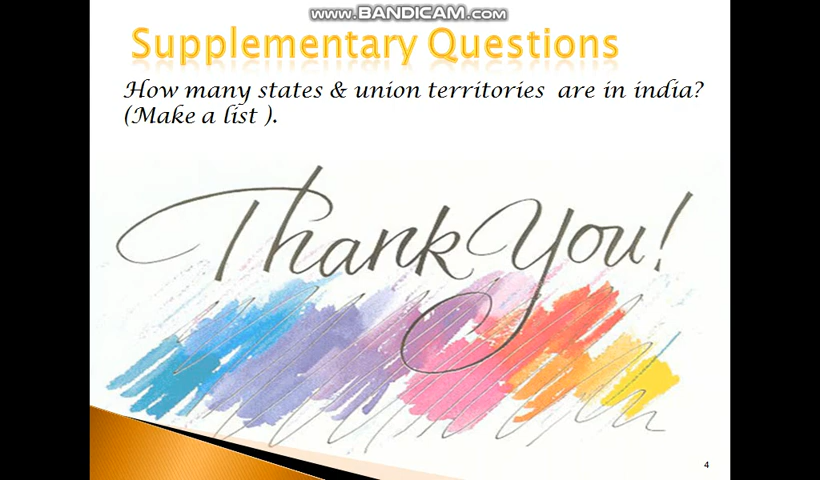 www.BANDICAM.com
Supplementary Questions
How many states & union territories are in india?
(Make a list ).
Thank You!
4